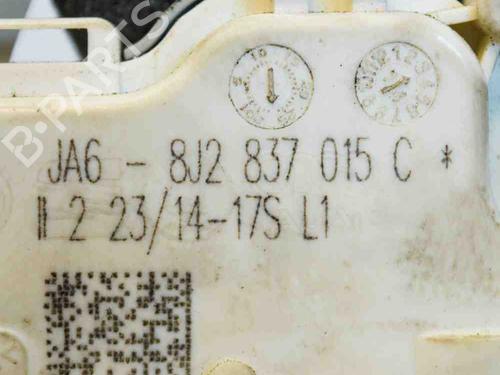 JA6 - 8J2 837 015 C *
II 2 23/14-17S L1
B-PARTS